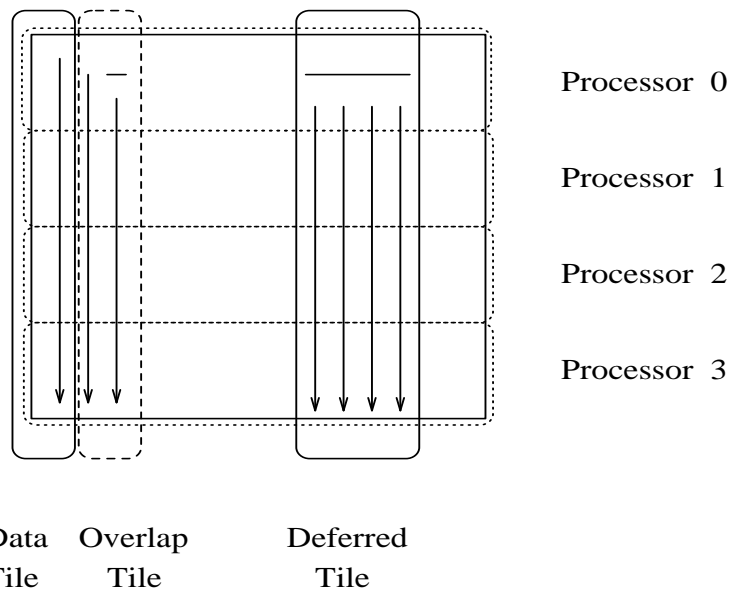 Processor 0
Processor 1
Processor 2
Processor 3
Data Overlap Deferred
Tile Tile Tile